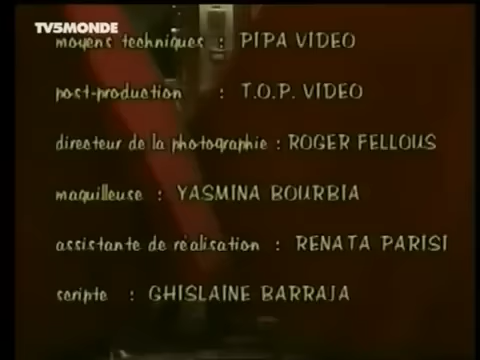 TV5MONDE
moyens techniques : PIPA VIDEO
post-production : T.O.P. VIDEO
directeur de la photographie : ROGER FELLOUS
maquilleuse : YASMINA BOURBIA
assistante de réalisation : RENATA PARISI
scripte : GHISLAINE BARRAJA